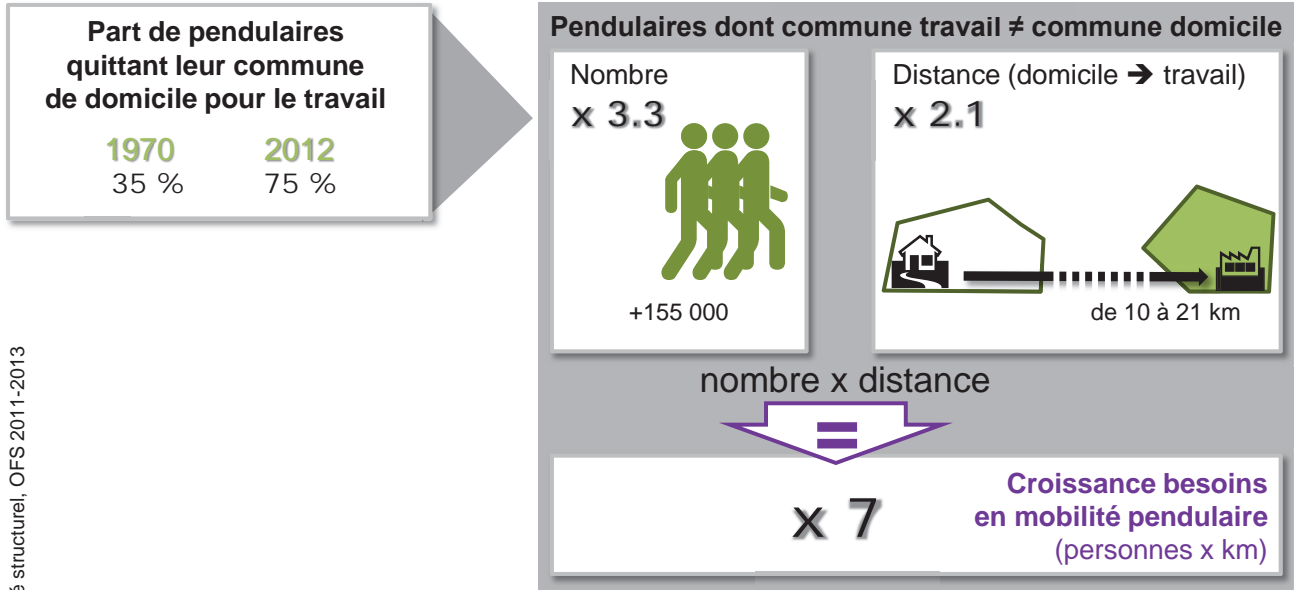 Part de pendulaires
quittant leur commune
de domicile pour le travail
1970 2012
35 % 75 %
Pendulaires dont commune travail ≠ commune domicile
Nombre
x 3.3
+155 000
Distance (domicile ➔ travail)
x 2.1
de 10 à 21 km
nombre x distance
=
x 7
Croissance besoins
en mobilité pendulaire
(personnes x km)
structurel, OFS 2011-2013